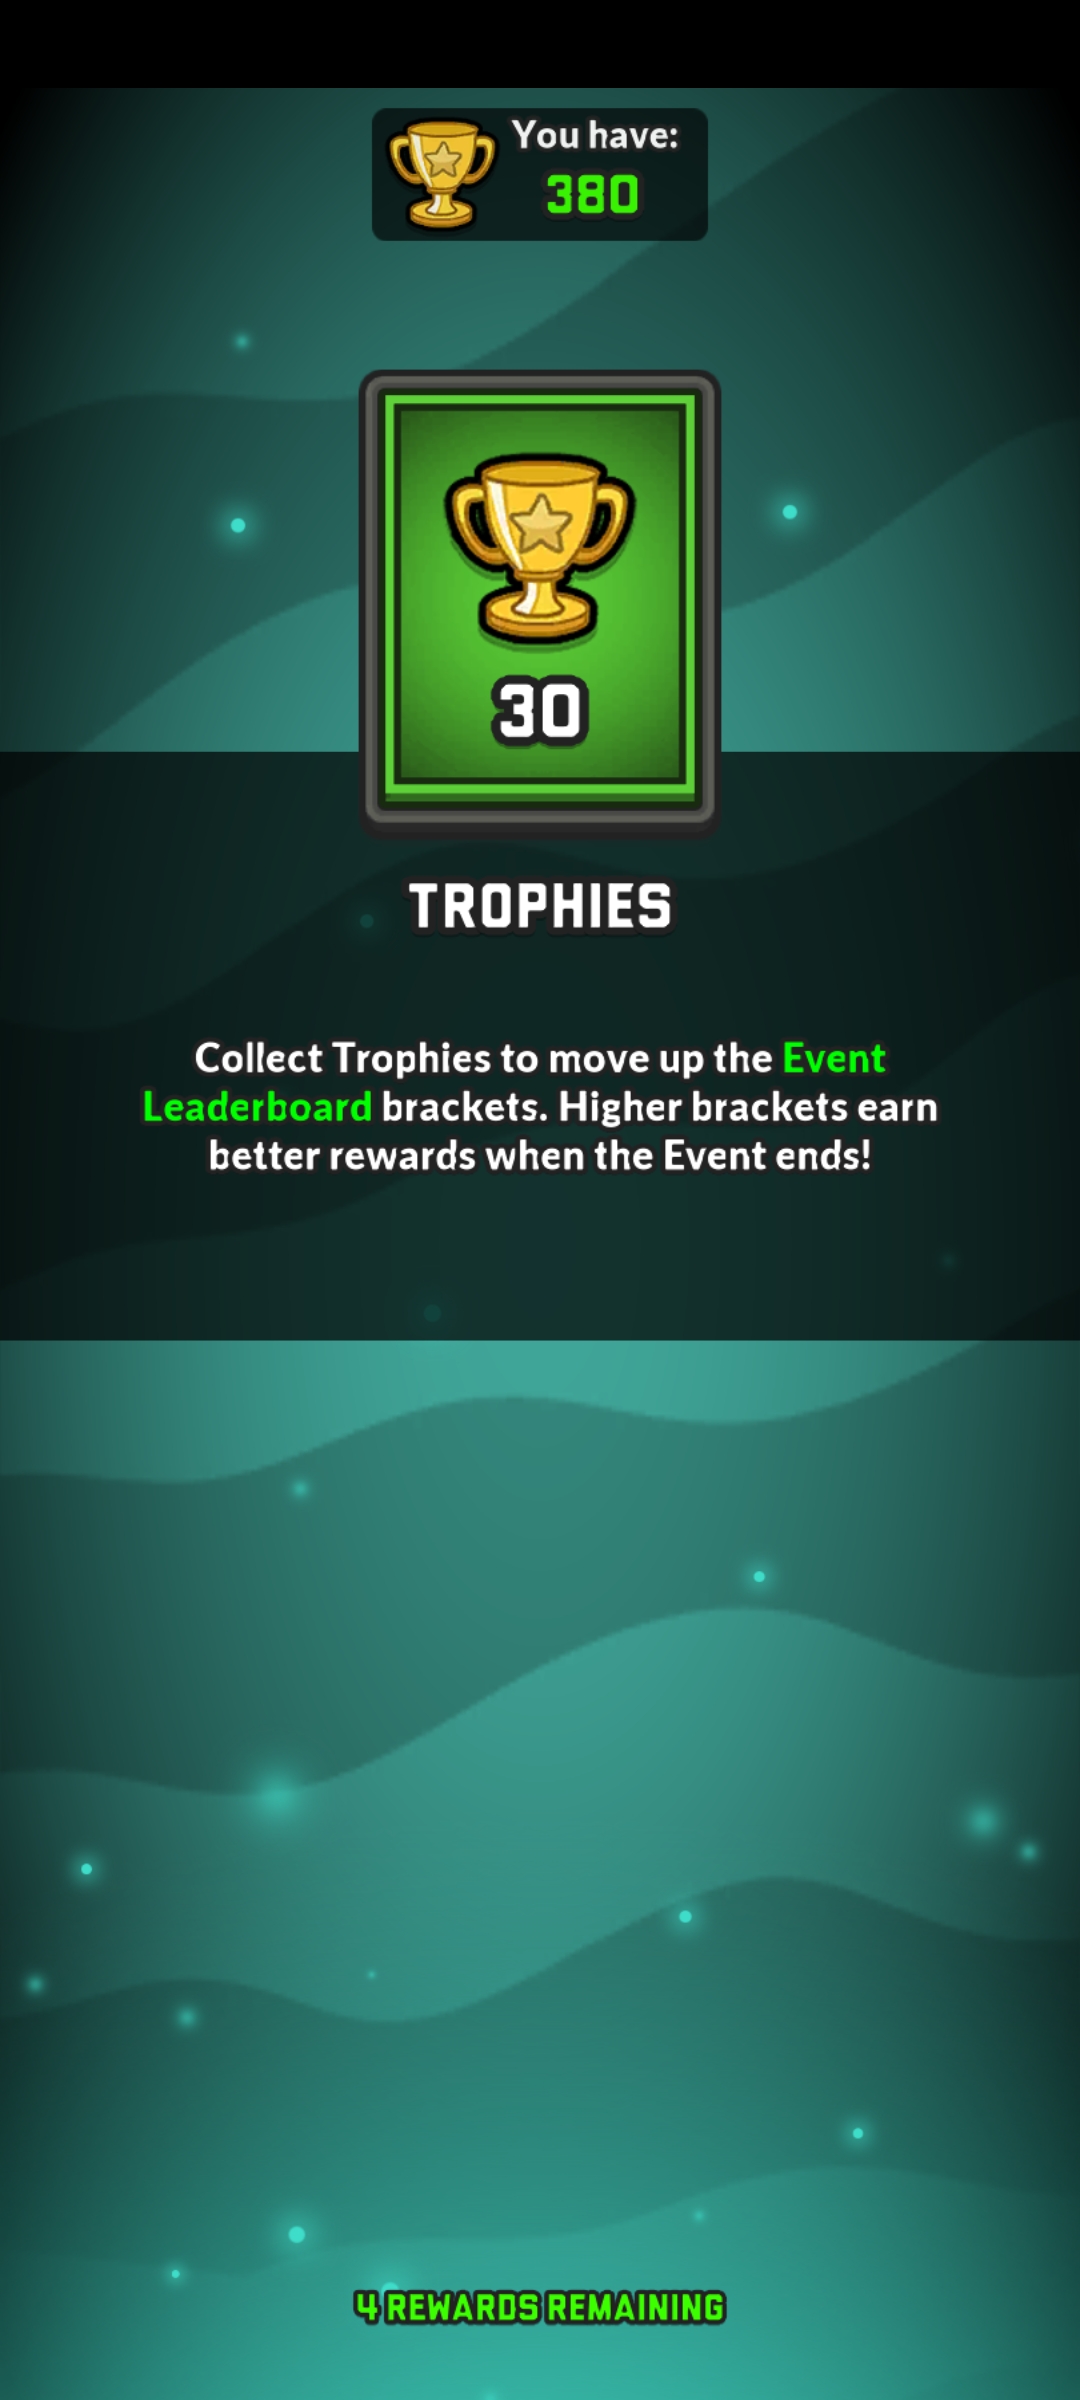 You have:
380
30
TROPHIES
Collect Trophies to move up the Event
Leaderboard brackets. Higher brackets earn
better rewards when the Event ends!
4 REWARDS REMAINING